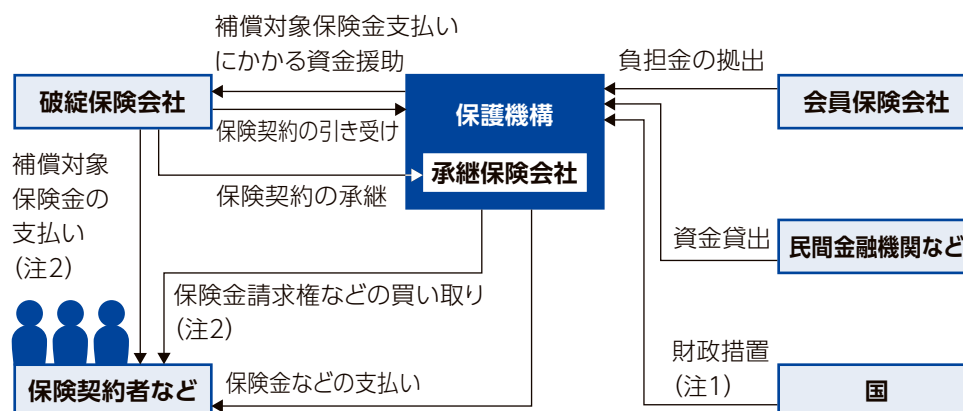 補償対象保険金支払い
にかかる資金援助
負担金の拠出
破綻保険会社
保護機構
会員保険会社
保険契約の引き受け
承継保険会社
補償対象
保険金の
支払い
(注2)
保険契約の承継
資金貸出
民間金融機関など
保険金請求権などの買い取り
(注2)
財政措置
(注1)
保険契約者など
保険金などの支払い
国